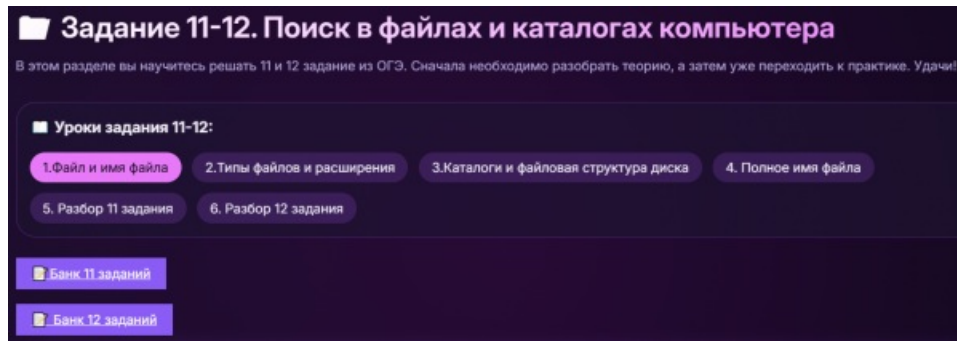 Задание 11-12. Поиск в файлах и каталогах компьютера
В этом разделе вы научитесь решать 11 и 12 задание из ОГЭ. Сначала необходимо разобрать теорию, а затем уже переходить к практике. Удачи!
Уроки задания 11-12:
1.Файл и имя файла 2.Типы файлов и расширения 3.Каталоги и файловая структура диска 4. Полное имя файла
5. Разбор 11 задания 6. Разбор 12 задания
Банк 11 заданий
Банк 12 заданий